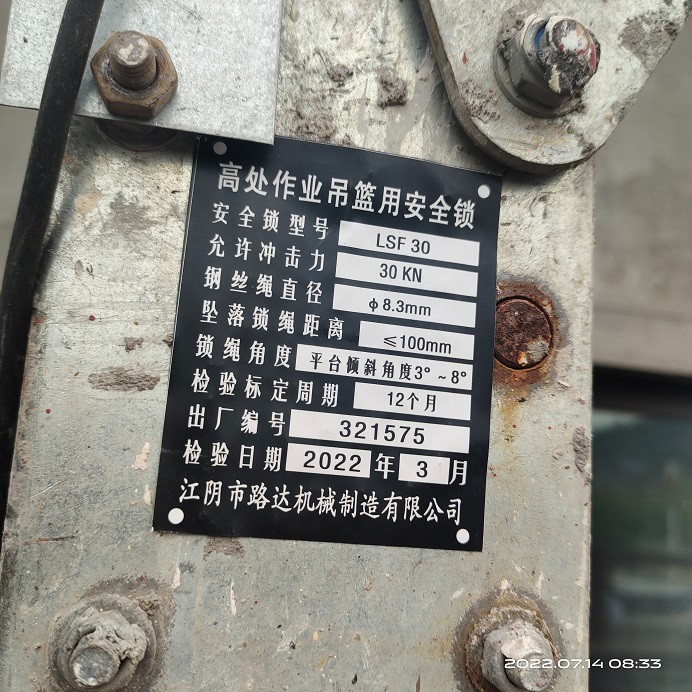 高处作业吊篮用安全锁
安全锁型号 LSF 30
允许冲击力 30 KN
钢丝绳直径 φ8.3mm
坠落锁绳距离 ≤100mm
锁绳角度 平台倾斜角度3°~8°
检验标定周期 12个月
出厂编号 321575
检验日期 2022 年 3 月
江阴市路达机械制造有限公司
2022.07.14 08:33